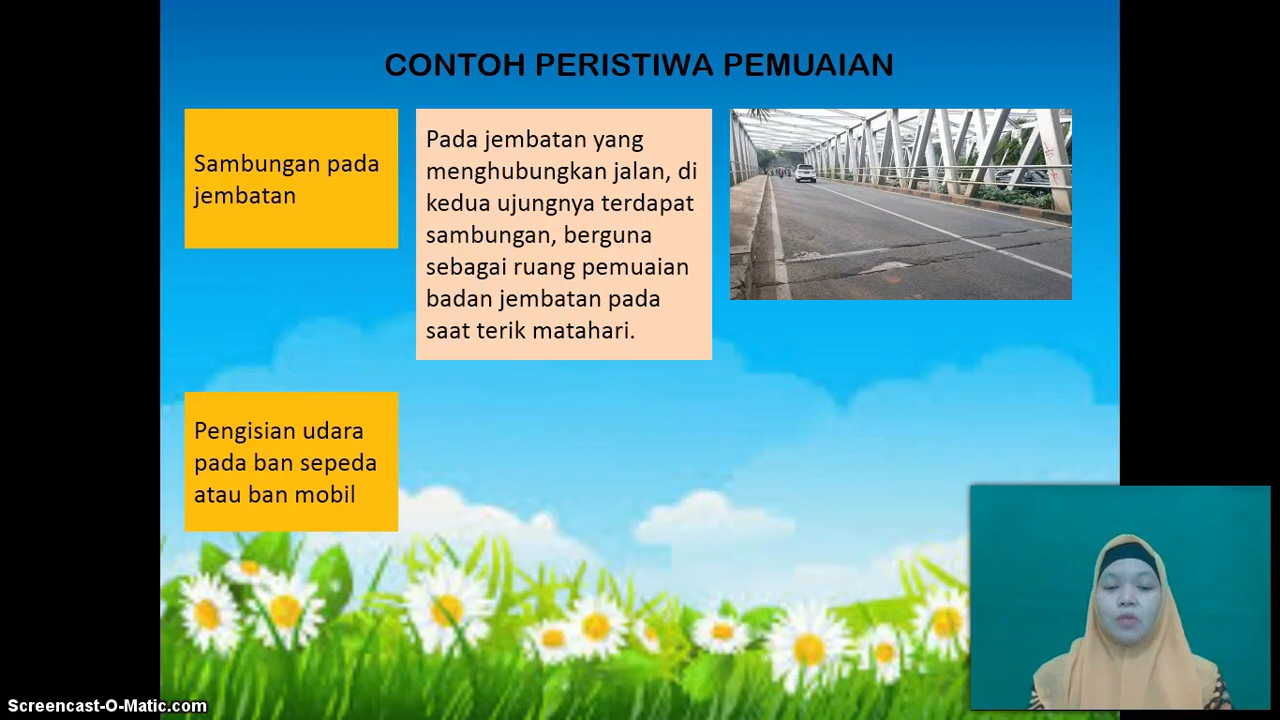 CONTOH PERISTIWA PEMUAIAN
Sambungan pada
jembatan
Pada jembatan yang
menghubungkan jalan, di
kedua ujungnya terdapat
sambungan, berguna
sebagai ruang pemuaian
badan jembatan pada
saat terik matahari.
Pengisian udara
pada ban sepeda
atau ban mobil
Screencast-O-Matic.com